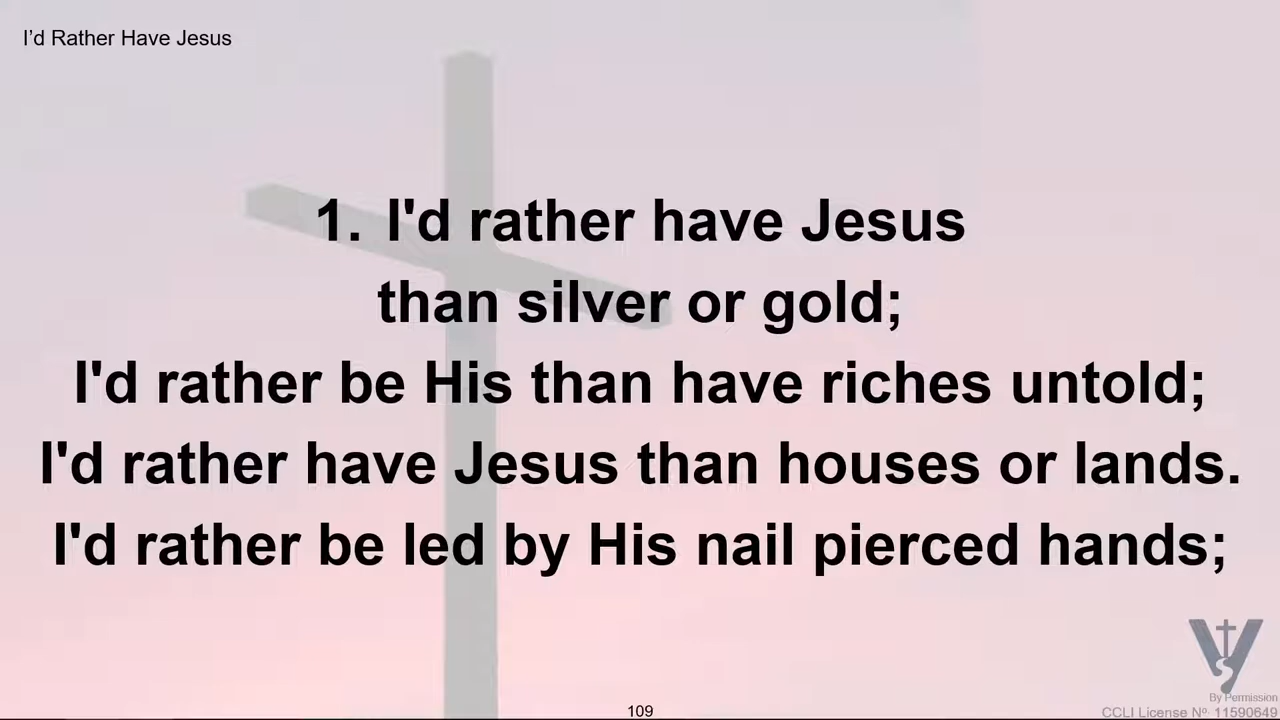 I’d Rather Have Jesus
1. I'd rather have Jesus
than silver or gold;
I'd rather be His than have riches untold;
I'd rather have Jesus than houses or lands.
I'd rather be led by His nail pierced hands;
By Permission
109
CCLI License Nº. 11590649